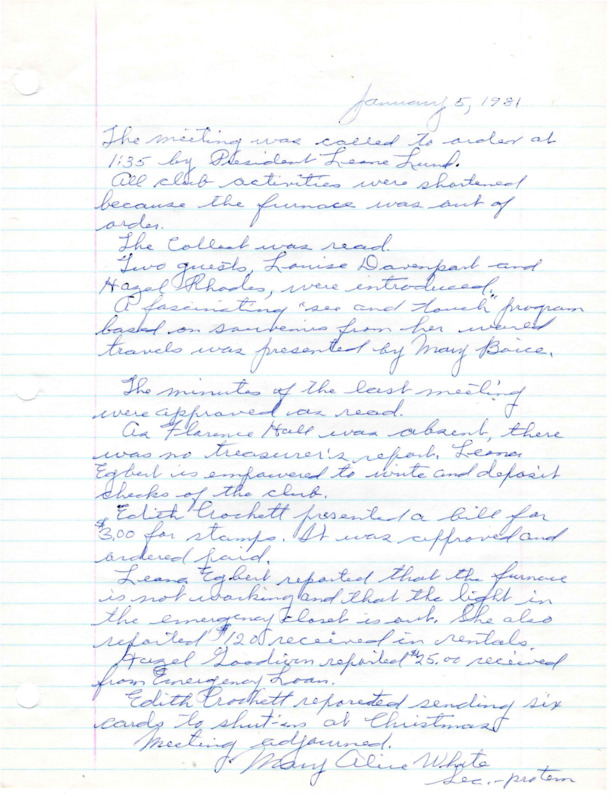 January 5, 1981
The meeting was called to order at
1:35 by President Leone Lund.
All club activities were shortened
because the furnace was out of
order.
The Collect was read.
Two guests, Louise Davenport and
Hazel Rhodes, were introduced.
A fascinating "see and touch" program
based on souvenirs from her
travels was presented by Mary Boice.
The minutes of the last meeting
were approved as read.
As Florence Hall was absent, there
was no treasurer's report. Leona
Egbert is empowered to write and deposit
checks of the club.
Edith Crockett presented a bill for
$3.00 for stamps. It was approved and
ordered paid.
Leona Egbert reported that the furnace
is not working and that the light in
the emergency closet is out. She also
reported $120 received in rentals.
Hazel reported $25.00 received
from Emergency Loan.
Edith Crockett reporeted sending six
cards to shut-ins at Christmas
Meeting adjourned.
Mary Alice White
Sec.-protem